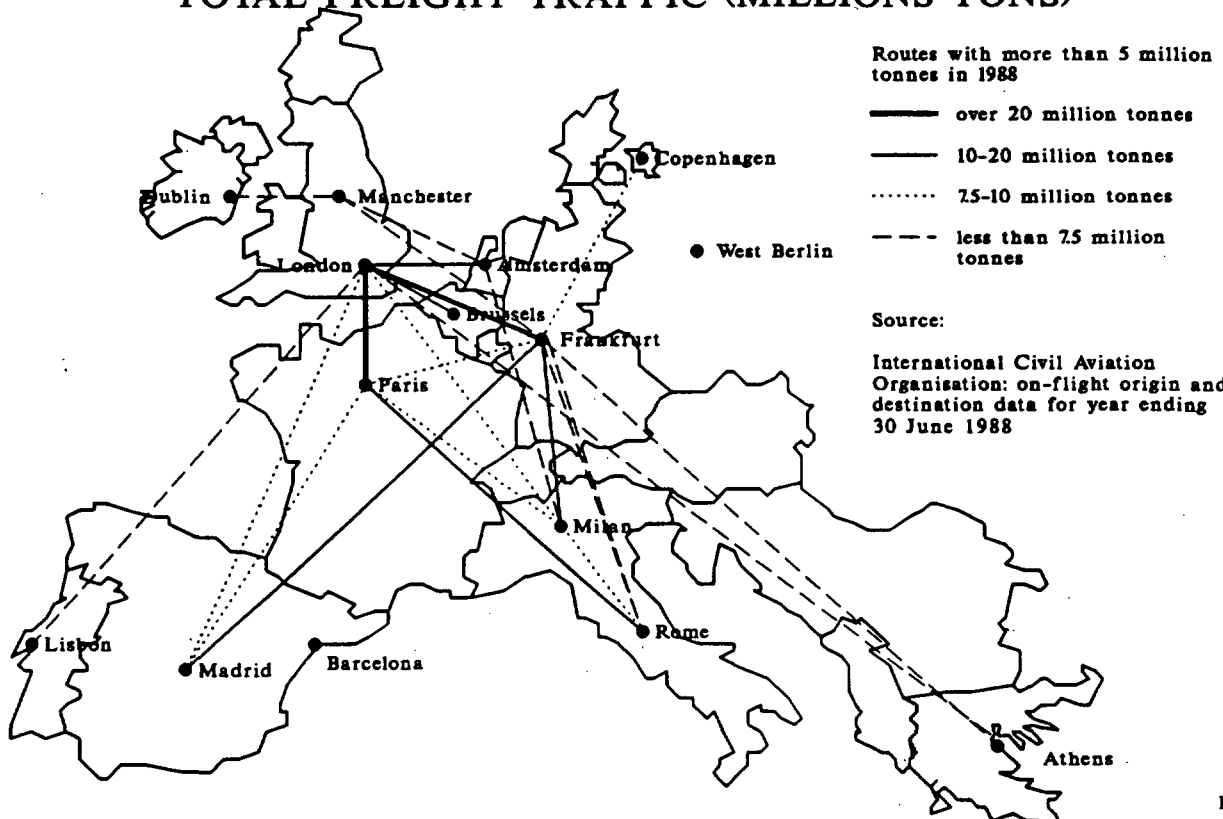 TOTAL FREIGHT TRAFFIC (MILLIONS TONS)
Routes with more than 5 million
tonnes in 1988
over 20 million tonnes
10-20 million tonnes
7.5-10 million tonnes
less than 7.5 million
tonnes
Source:
International Civil Aviation
Organisation: on-flight origin and
destination data for year ending
30 June 1988
Copenhagen
Dublin
Manchester
West Berlin
London
Amsterdam
Brussels
Frankfurt
Paris
Milan
Rome
Lisbon
Madrid
Barcelona
Athens